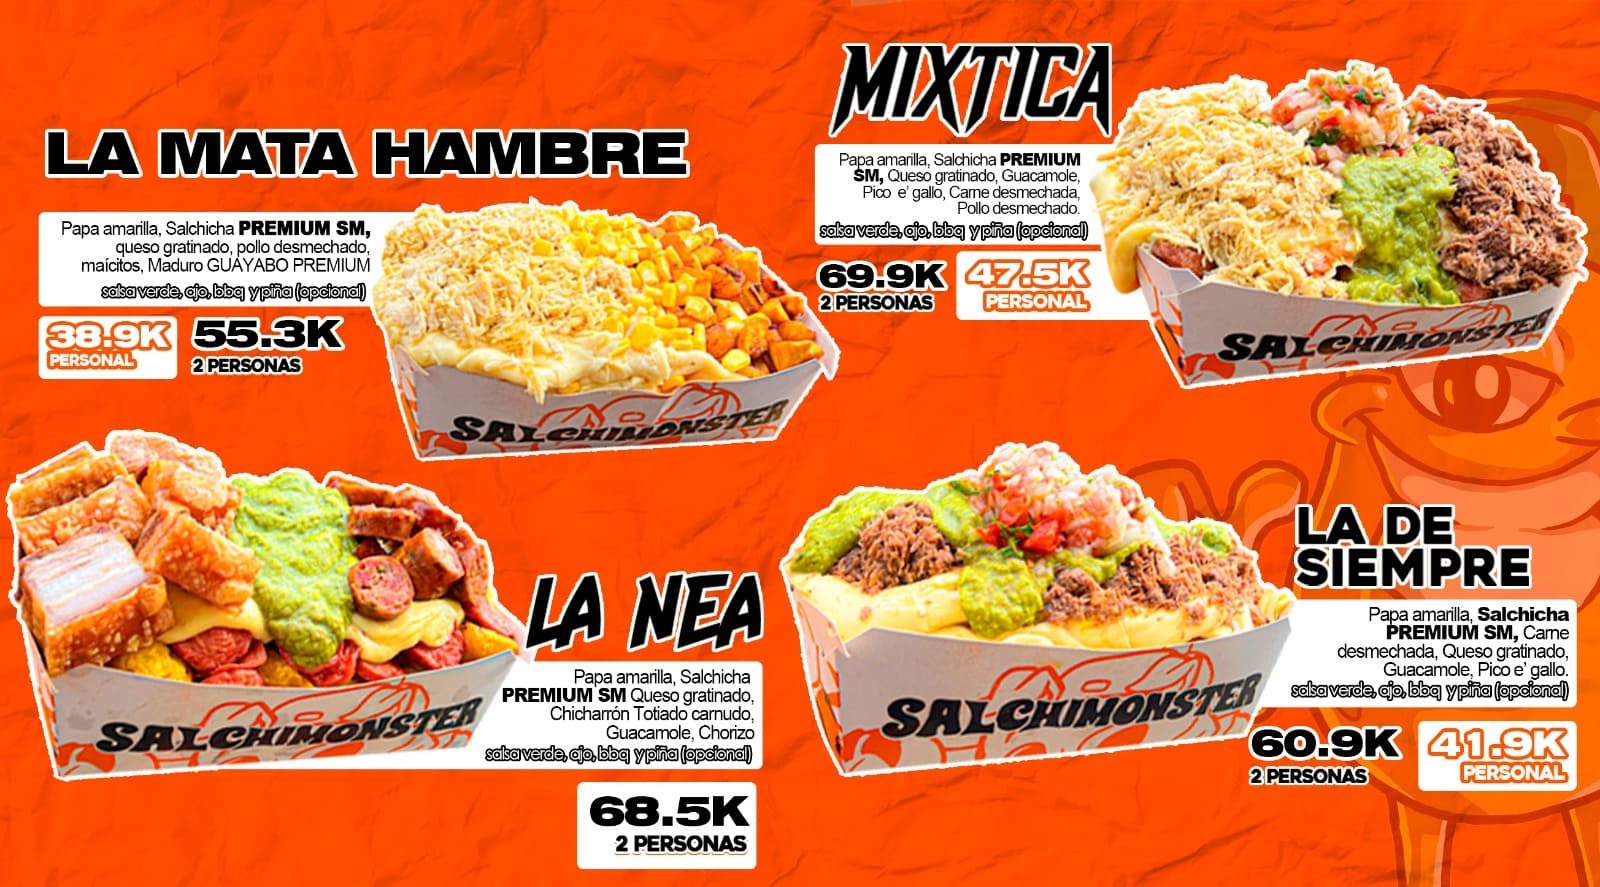 LA MATA HAMBRE
Papa amarilla, Salchicha PREMIUM SM,
queso gratinado, pollo desmechado,
maícitos, Maduro GUAYABO PREMIUM
salsa verde, ajo, bbq y piña (opcional)
38.9K
PERSONAL
55.3K
2 PERSONAS
SALCHIMONSTER
MIXTICA
Papa amarilla, Salchicha PREMIUM
SM, Queso gratinado, Guacamole,
Pico e' gallo, Carne desmechada,
Pollo desmechado.
salsa verde, ajo, bbq y piña (opcional)
69.9K
2 PERSONAS
47.5K
PERSONAL
SALCHIMONSTER
LA NEA
Papa amarilla, Salchicha
PREMIUM SM Queso gratinado,
Chicharrón Totiado carnudo,
Guacamole, Chorizo
salsa verde, ajo, bbq y piña (opcional)
68.5K
2 PERSONAS
SALCHIMONSTER
LA DE
SIEMPRE
Papa amarilla, Salchicha
PREMIUM SM, Carne
desmechada, Queso gratinado,
Guacamole, Pico e' gallo.
salsa verde, ajo, bbq y piña (opcional)
60.9K
2 PERSONAS
41.9K
PERSONAL
SALCHIMONSTER